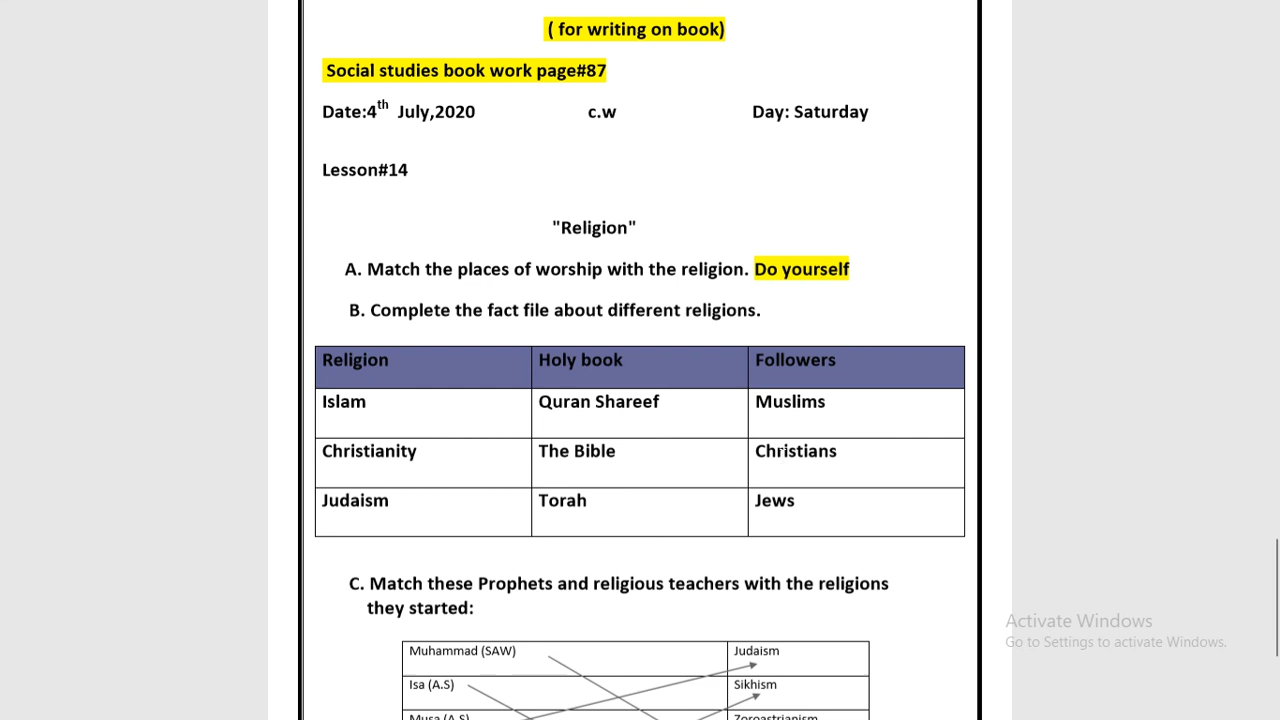 ( for writing on book)
Social studies book work page#87
Date:4th July,2020 c.w Day: Saturday
Lesson#14
"Religion"
A. Match the places of worship with the religion. Do yourself
B. Complete the fact file about different religions.
Religion Holy book Followers
Islam Quran Shareef Muslims
Christianity The Bible Christians
Judaism Torah Jews
C. Match these Prophets and religious teachers with the religions
they started:
Muhammad (SAW) Judaism
Isa (A.S) Sikhism
Musa (A.S) Zoroastrianism
Activate Windows
Go to Settings to activate Windows.